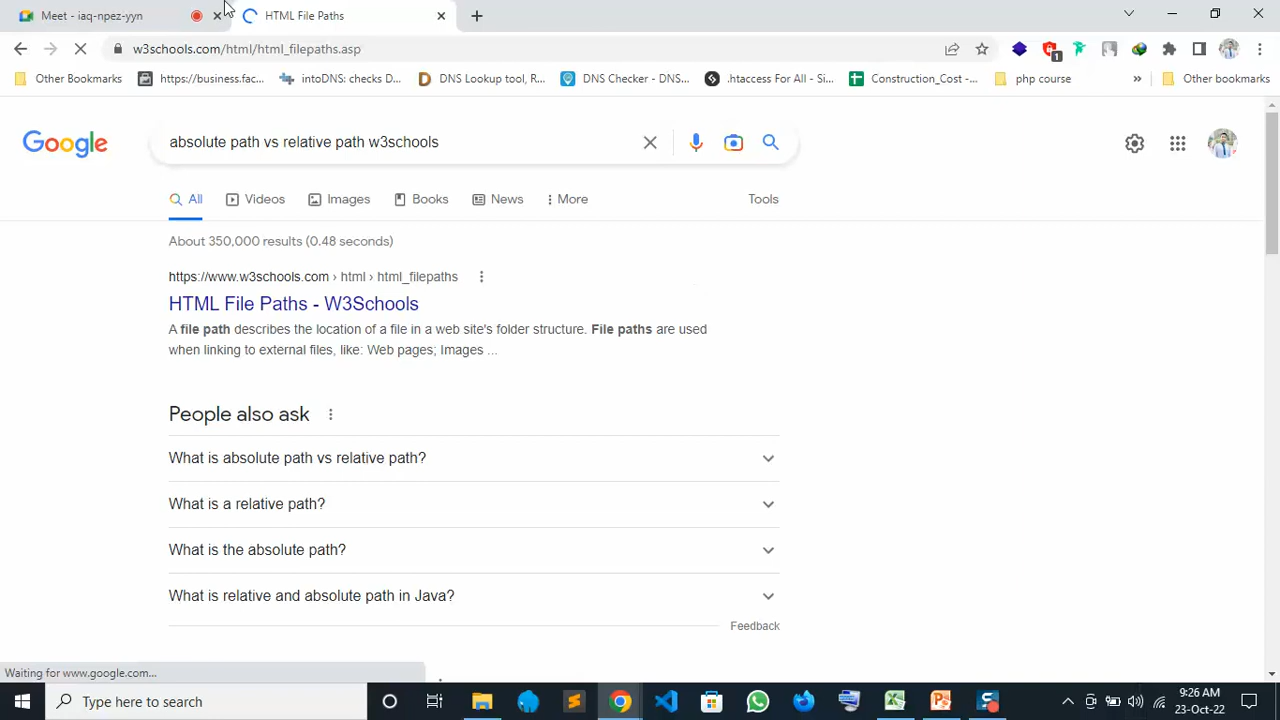 Meet - iaq-npez-yyn
HTML File Paths
w3schools.com/html/html_filepaths.asp
1
Other Bookmarks
https://business.fac...
intoDNS: checks D...
DNS Lookup tool, R...
DNS Checker - DNS...
.htaccess For All - Si...
Construction_Cost -...
php course
»
Other bookmarks
Google
absolute path vs relative path w3schools
All
Videos
Images
Books
News
More
Tools
About 350,000 results (0.48 seconds)
https://www.w3schools.com › html › html_filepaths
HTML File Paths - W3Schools
A file path describes the location of a file in a web site's folder structure. File paths are used
when linking to external files, like: Web pages; Images ...
People also ask
What is absolute path vs relative path?
What is a relative path?
What is the absolute path?
What is relative and absolute path in Java?
Feedback
Waiting for www.google.com...
Type here to search
9:26 AM
23-Oct-22